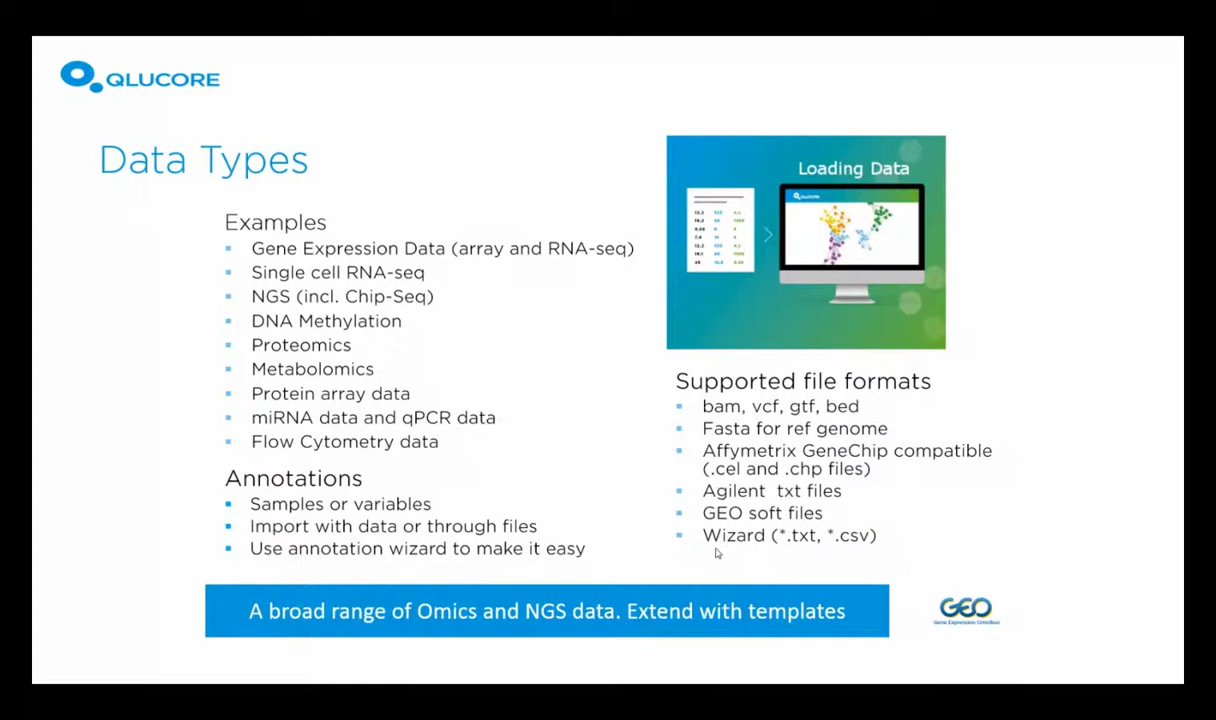 QLUCORE
Data Types
Examples
Gene Expression Data (array and RNA-seq)
Single cell RNA-seq
NGS (incl. Chip-Seq)
DNA Methylation
Proteomics
Metabolomics
Protein array data
miRNA data and qPCR data
Flow Cytometry data
Annotations
Samples or variables
Import with data or through files
Use annotation wizard to make it easy
Loading Data
QLUCORE
Supported file formats
bam, vcf, gtf, bed
Fasta for ref genome
Affymetrix GeneChip compatible
(.cel and .chp files)
Agilent txt files
GEO soft files
Wizard (*.txt, *.csv)
A broad range of Omics and NGS data. Extend with templates
GEO
Gene Expression Omnibus